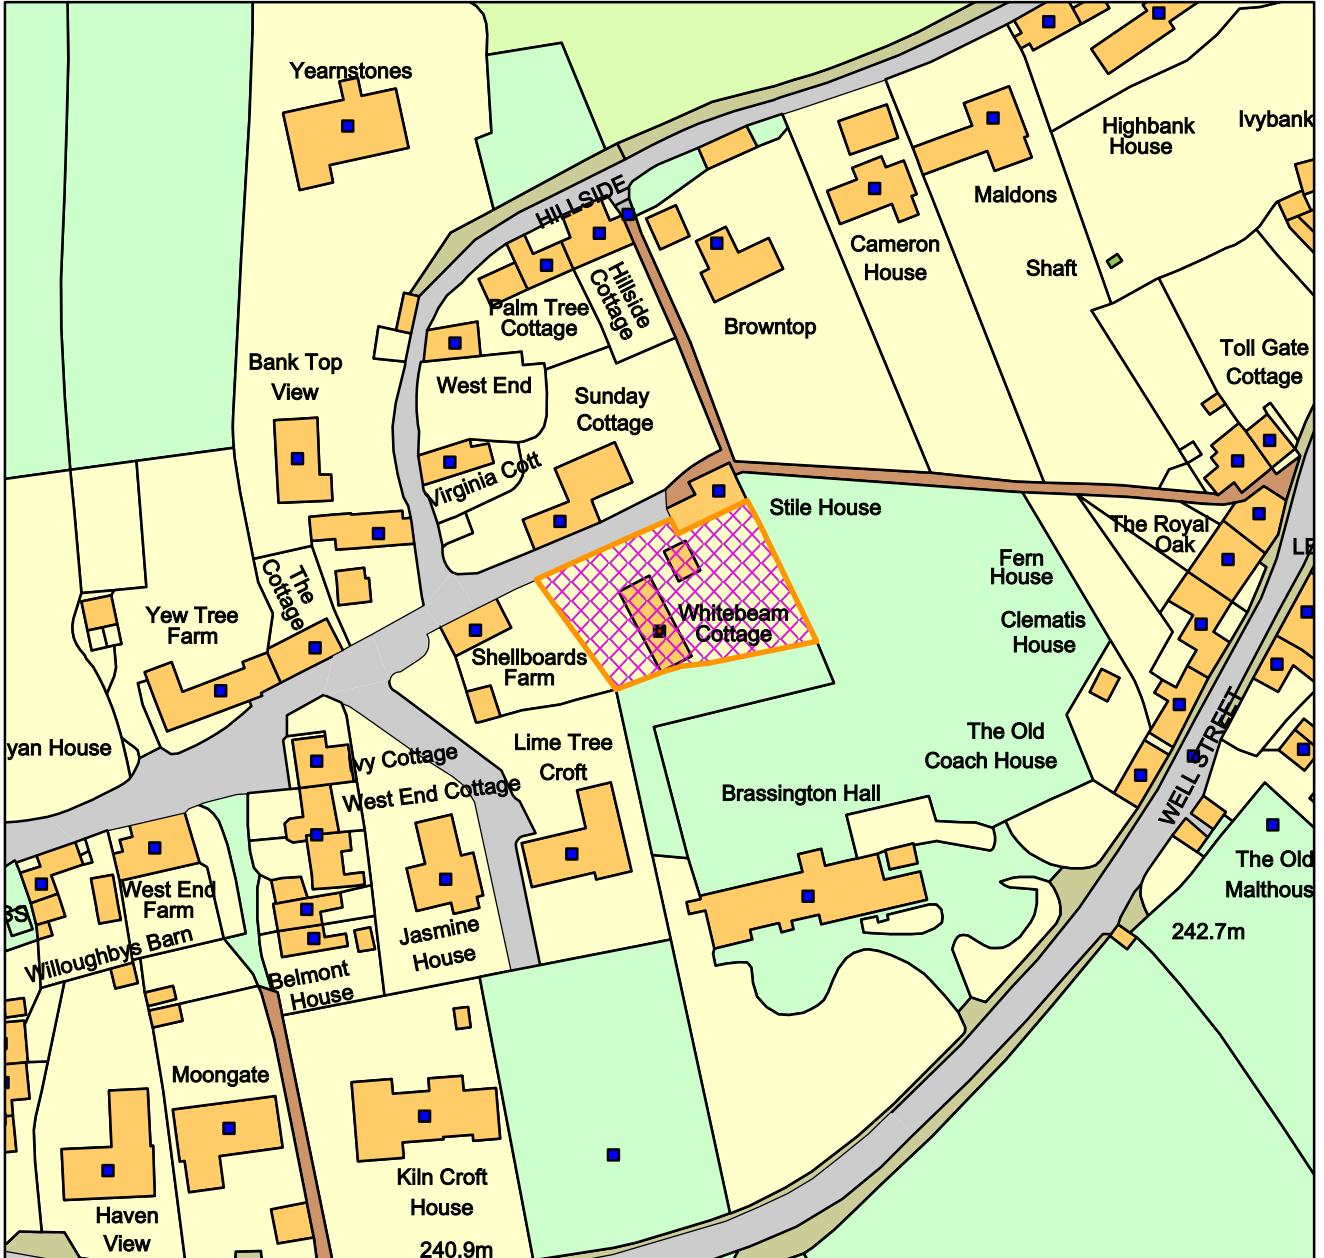 Yearnstones
HILLSIDE
Highbank
House
Ivybank
Maldons
Cameron
House
Shaft
Palm Tree
Cottage
Hillside
Cottage
Browntop
Toll Gate
Cottage
Bank Top
View
West End
Sunday
Cottage
Virginia Cott
Stile House
The Royal
Oak
LE
Fern
House
The
Cottage
Yew Tree
Farm
Whitebeam
Cottage
Clematis
House
Shellboards
Farm
yan House
Lime Tree
Croft
The Old
Coach House
WELL STREET
vy Cottage
West End Cottage
Brassington Hall
The Old
Malthous
West End
Farm
SS
Willoughbys Barn
Jasmine
House
242.7m
Belmont
House
Moongate
Kiln Croft
House
Haven
View
240.9m